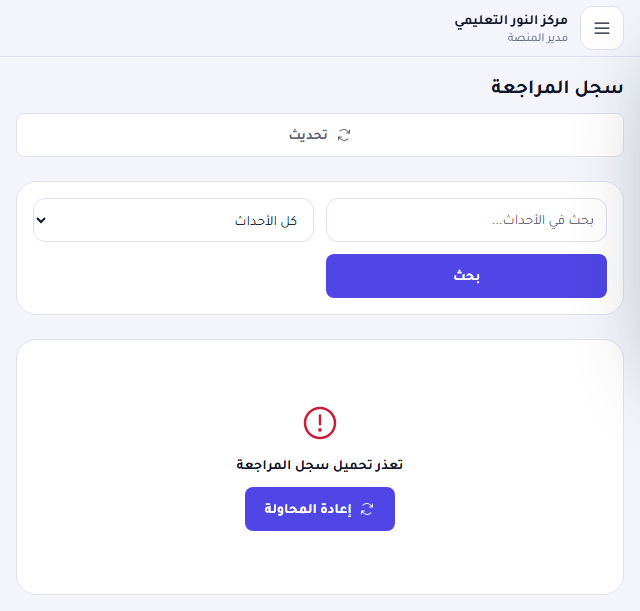 مركز النور التعليمي
مدير المنصة
سجل المراجعة
تحديث
بحث في الأحداث...
كل الأحداث
بحث
تعذر تحميل سجل المراجعة
إعادة المحاولة